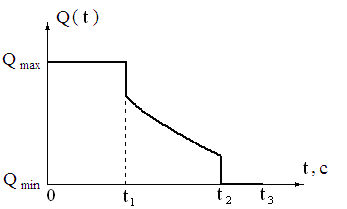 Q(t)
Q max
t,c
Q min
0
t1
t2
t3